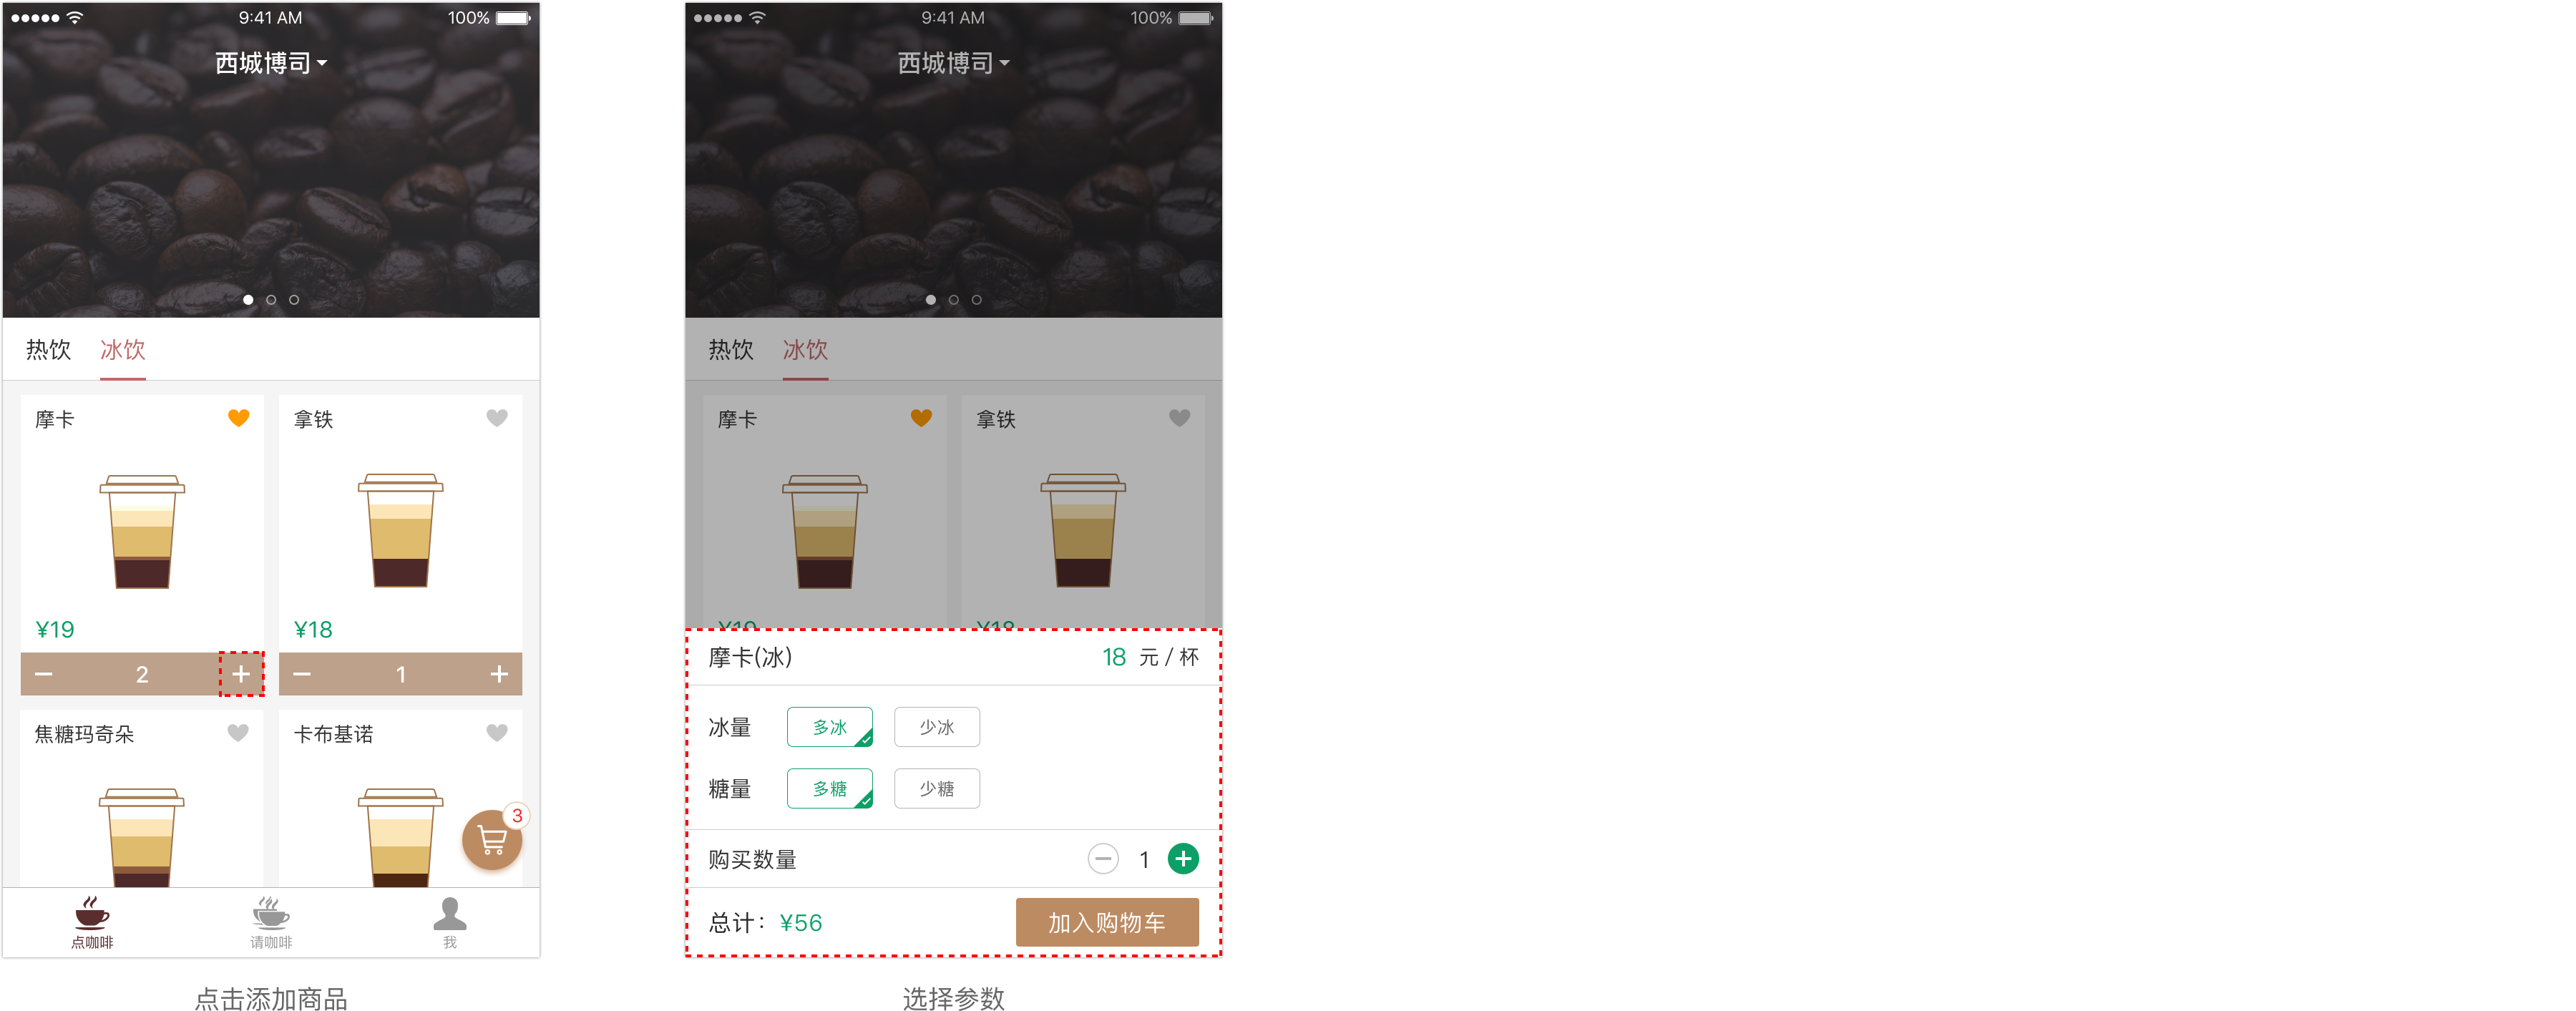 9:41 AM
100%
西城博司
热饮
冰饮
摩卡
拿铁
¥19
¥18
2
1
焦糖玛奇朵
卡布基诺
3
点咖啡
请咖啡
我
点击添加商品
9:41 AM
100%
西城博司
热饮
冰饮
摩卡
拿铁
¥19
¥18
摩卡(冰)
18 元 / 杯
冰量
多冰
少冰
糖量
多糖
少糖
购买数量
1
总计：¥56
加入购物车
选择参数